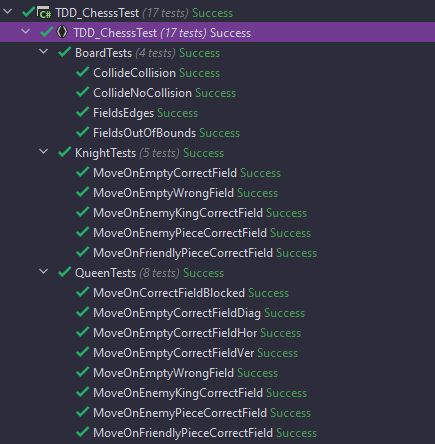 C# TDD_ChesssTest (17 tests) Success
{} TDD_ChesssTest (17 tests) Success
BoardTests (4 tests) Success
CollideCollision Success
CollideNoCollision Success
FieldsEdges Success
FieldsOutOfBounds Success
KnightTests (5 tests) Success
MoveOnEmptyCorrectField Success
MoveOnEmptyWrongField Success
MoveOnEnemyKingCorrectField Success
MoveOnEnemyPieceCorrectField Success
MoveOnFriendlyPieceCorrectField Success
QueenTests (8 tests) Success
MoveOnCorrectFieldBlocked Success
MoveOnEmptyCorrectFieldDiag Success
MoveOnEmptyCorrectFieldHor Success
MoveOnEmptyCorrectFieldVer Success
MoveOnEmptyWrongField Success
MoveOnEnemyKingCorrectField Success
MoveOnEnemyPieceCorrectField Success
MoveOnFriendlyPieceCorrectField Success